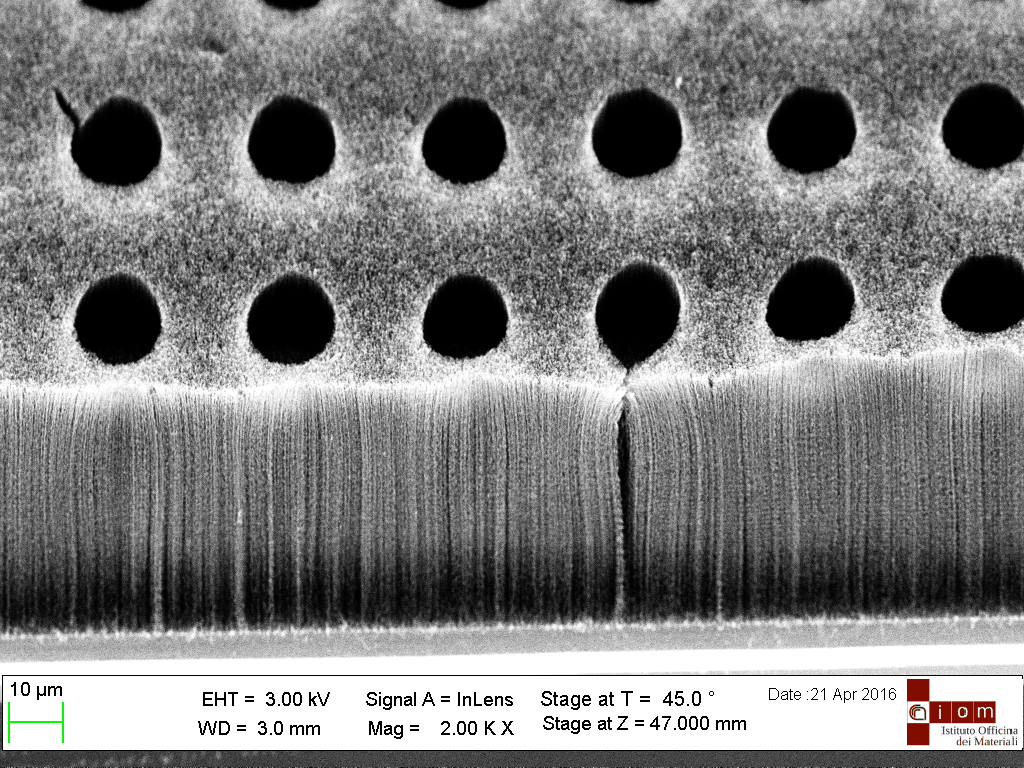 10 µm
EHT = 3.00 kV
WD = 3.0 mm
Signal A = InLens
Mag = 2.00 K X
Stage at T = 45.0 °
Stage at Z = 47.000 mm
Date :21 Apr 2016
iom
Istituto Officina
dei Materiali